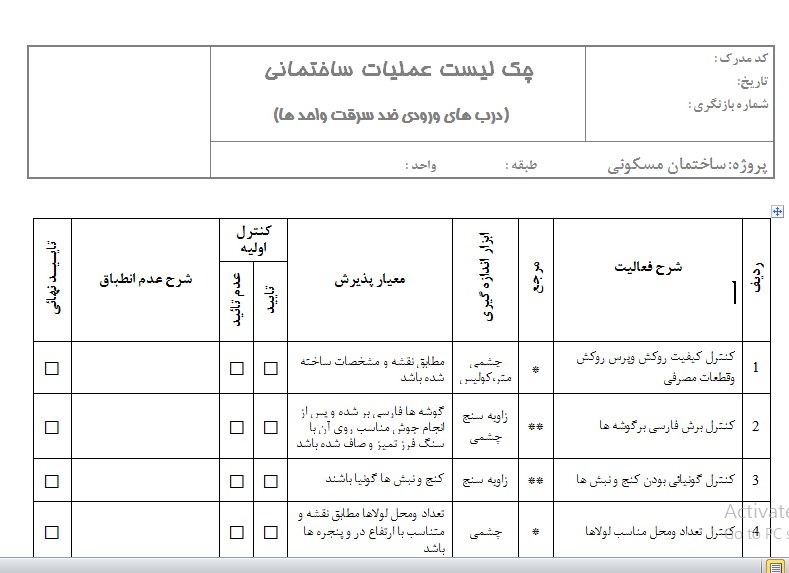 کد مدرک :
تاریخ:
شماره بازنگری :
چک لیست عملیات ساختمانی
(درب های ورودی ضد سرقت واحد ها)
پروژه: ساختمان مسکونی
طبقه :
واحد :
ردیف
شرح فعالیت
مرجع
ابزار اندازه گیری
معیار پذیرش
کنترل
اولیه
تایید
عدم تائید
شرح عدم انطباق
تاییـد نهائی
1
کنترل کیفیت روکش وپرس روکش
وقطعات مصرفی
*
چشمی
متر،کولیس
مطابق نقشه و مشخصات ساخته
شده باشد
□ □ □
2
کنترل برش فارسی برگوشه ها
**
زاویه سنج
چشمی
گوشه ها فارسی بر شده و پس از
انجام جوش مناسب روی آن با
سنگ فرز تمیز و صاف شده باشد
□ □ □
3
کنترل گونیائی بودن کنج ونبش ها
**
زاویه سنج
کنج ونبش ها گونیا باشند
□ □ □
4
کنترل تعداد ومحل مناسب لولاها
*
چشمی
تعداد ومحل لولاها مطابق نقشه و
متناسب با ارتفاع در و پنجره ها
باشد
□ □ □
Activate
Go to PC s